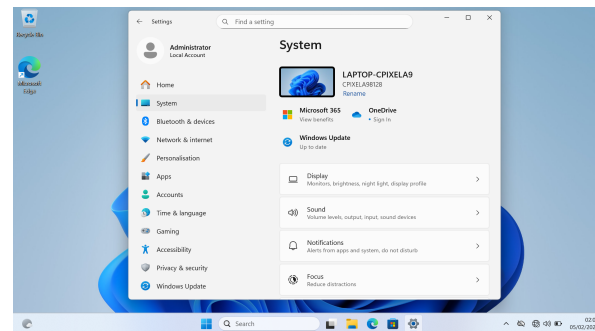 Recycle Bin
Microsoft
Edge
Settings
Find a setting
Administrator
Local Account
Home
System
Bluetooth & devices
Network & internet
Personalisation
Apps
Accounts
Time & language
Gaming
Accessibility
Privacy & security
Windows Update
System
LAPTOP-CPIXELA9
CPIXELA98128
Rename
Microsoft 365
View benefits
OneDrive
• Sign In
Windows Update
Up to date
Display
Monitors, brightness, night light, display profile
Sound
Volume levels, output, input, sound devices
Notifications
Alerts from apps and system, do not disturb
Focus
Reduce distractions
Search
02:0
05/02/202